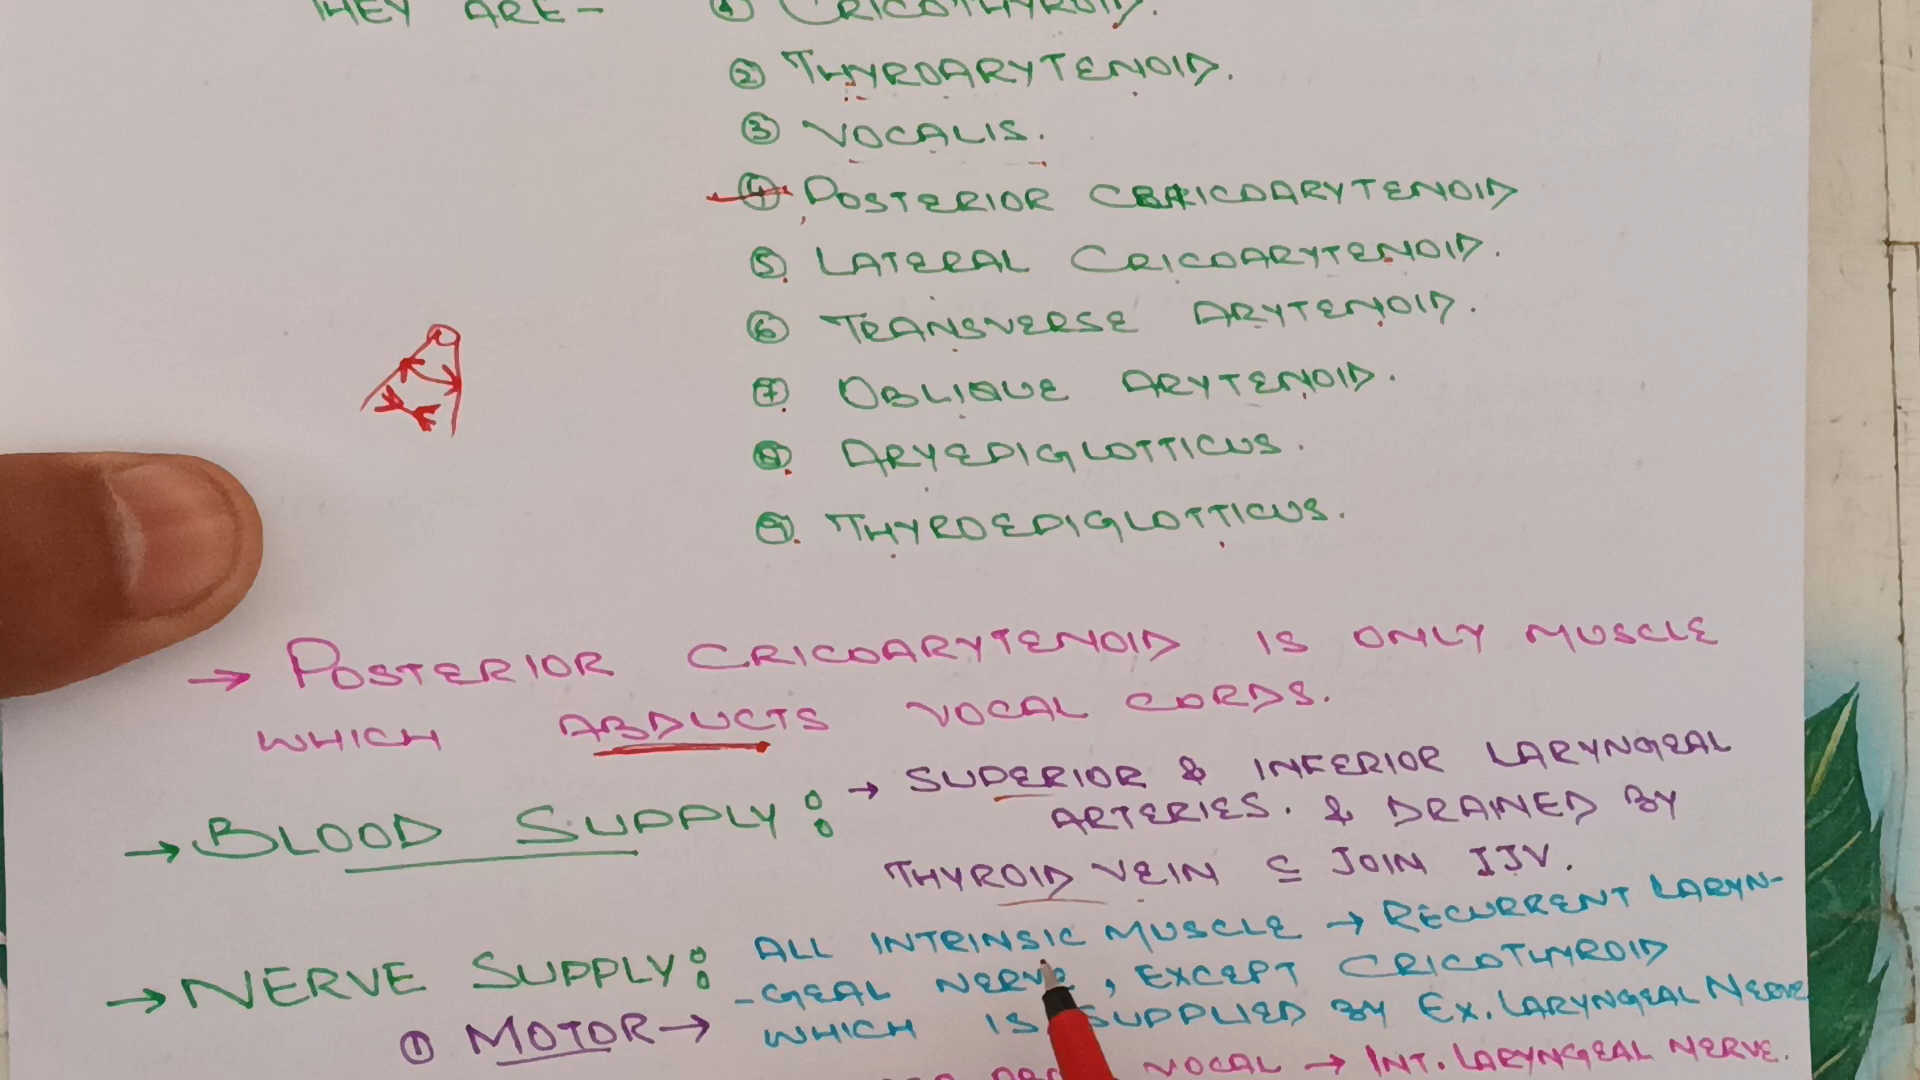 THEY ARE - ① CRICOTHYROID.
② THYROARYTENOID.
③ VOCALIS.
④ POSTERIOR CRICOARYTENOID
⑤ LATERAL CRICOARYTENOID.
⑥ TRANSVERSE ARYTENOID.
⑦ OBLIQUE ARYTENOID.
⑧ ARYEPIGLOTTICUS.
⑨ THYROEPIGLOTTICUS.
→ POSTERIOR CRICOARYTENOID IS ONLY MUSCLE
WHICH ABDUCTS VOCAL CORDS.
→ BLOOD SUPPLY: → SUPERIOR & INFERIOR LARYNGEAL
ARTERIES. & DRAINED BY
THYROID VEIN C JOIN IJV.
→ NERVE SUPPLY: ALL INTRINSIC MUSCLE → RECURRENT LARYN-
-GEAL NERVE, EXCEPT CRICOTHYROID
① MOTOR → WHICH IS SUPPLIED BY EX. LARYNGEAL NERVE
VOCAL → INT. LARYNGEAL NERVE.